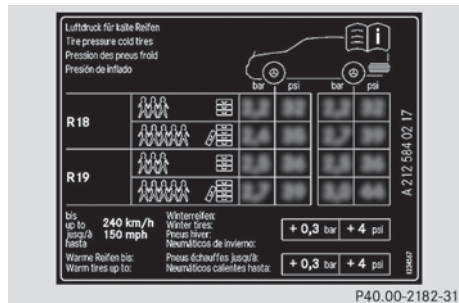 Luftdruck für kalte Reifen
Tire pressure cold tires
Pression des pneus froid
Presión de inflado
bar psi bar psi
R18
R19
A 212 584 02 17
bis
up to
jusqu'à
hasta
240 km/h
150 mph
Winterreifen:
Winter tires:
Pneus hiver:
Neumáticos de invierno:
+ 0,3 bar + 4 psi
Warme Reifen bis:
Warm tires up to:
Pneus échauffés jusqu'à:
Neumáticos calientes hasta:
+ 0,3 bar + 4 psi
1234567
P40.00-2182-31